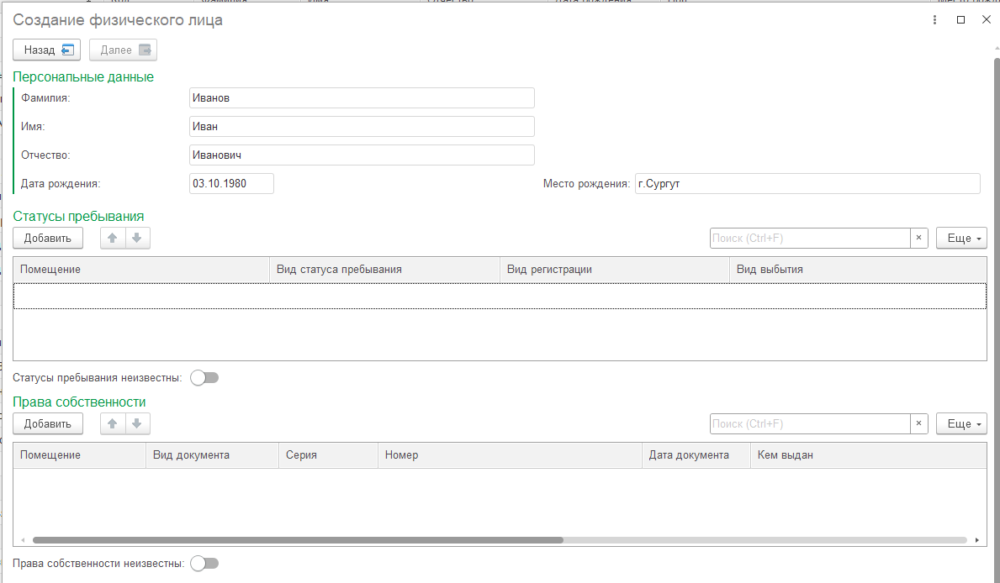 Создание физического лица
Назад Далее
Персональные данные
Фамилия: Иванов
Имя: Иван
Отчество: Иванович
Дата рождения: 03.10.1980 Место рождения: г.Сургут
Статусы пребывания
Добавить Поиск (Ctrl+F) × Еще
Помещение Вид статуса пребывания Вид регистрации Вид выбытия
Статусы пребывания неизвестны:
Права собственности
Добавить Поиск (Ctrl+F) × Еще
Помещение Вид документа Серия Номер Дата документа Кем выдан
Права собственности неизвестны: